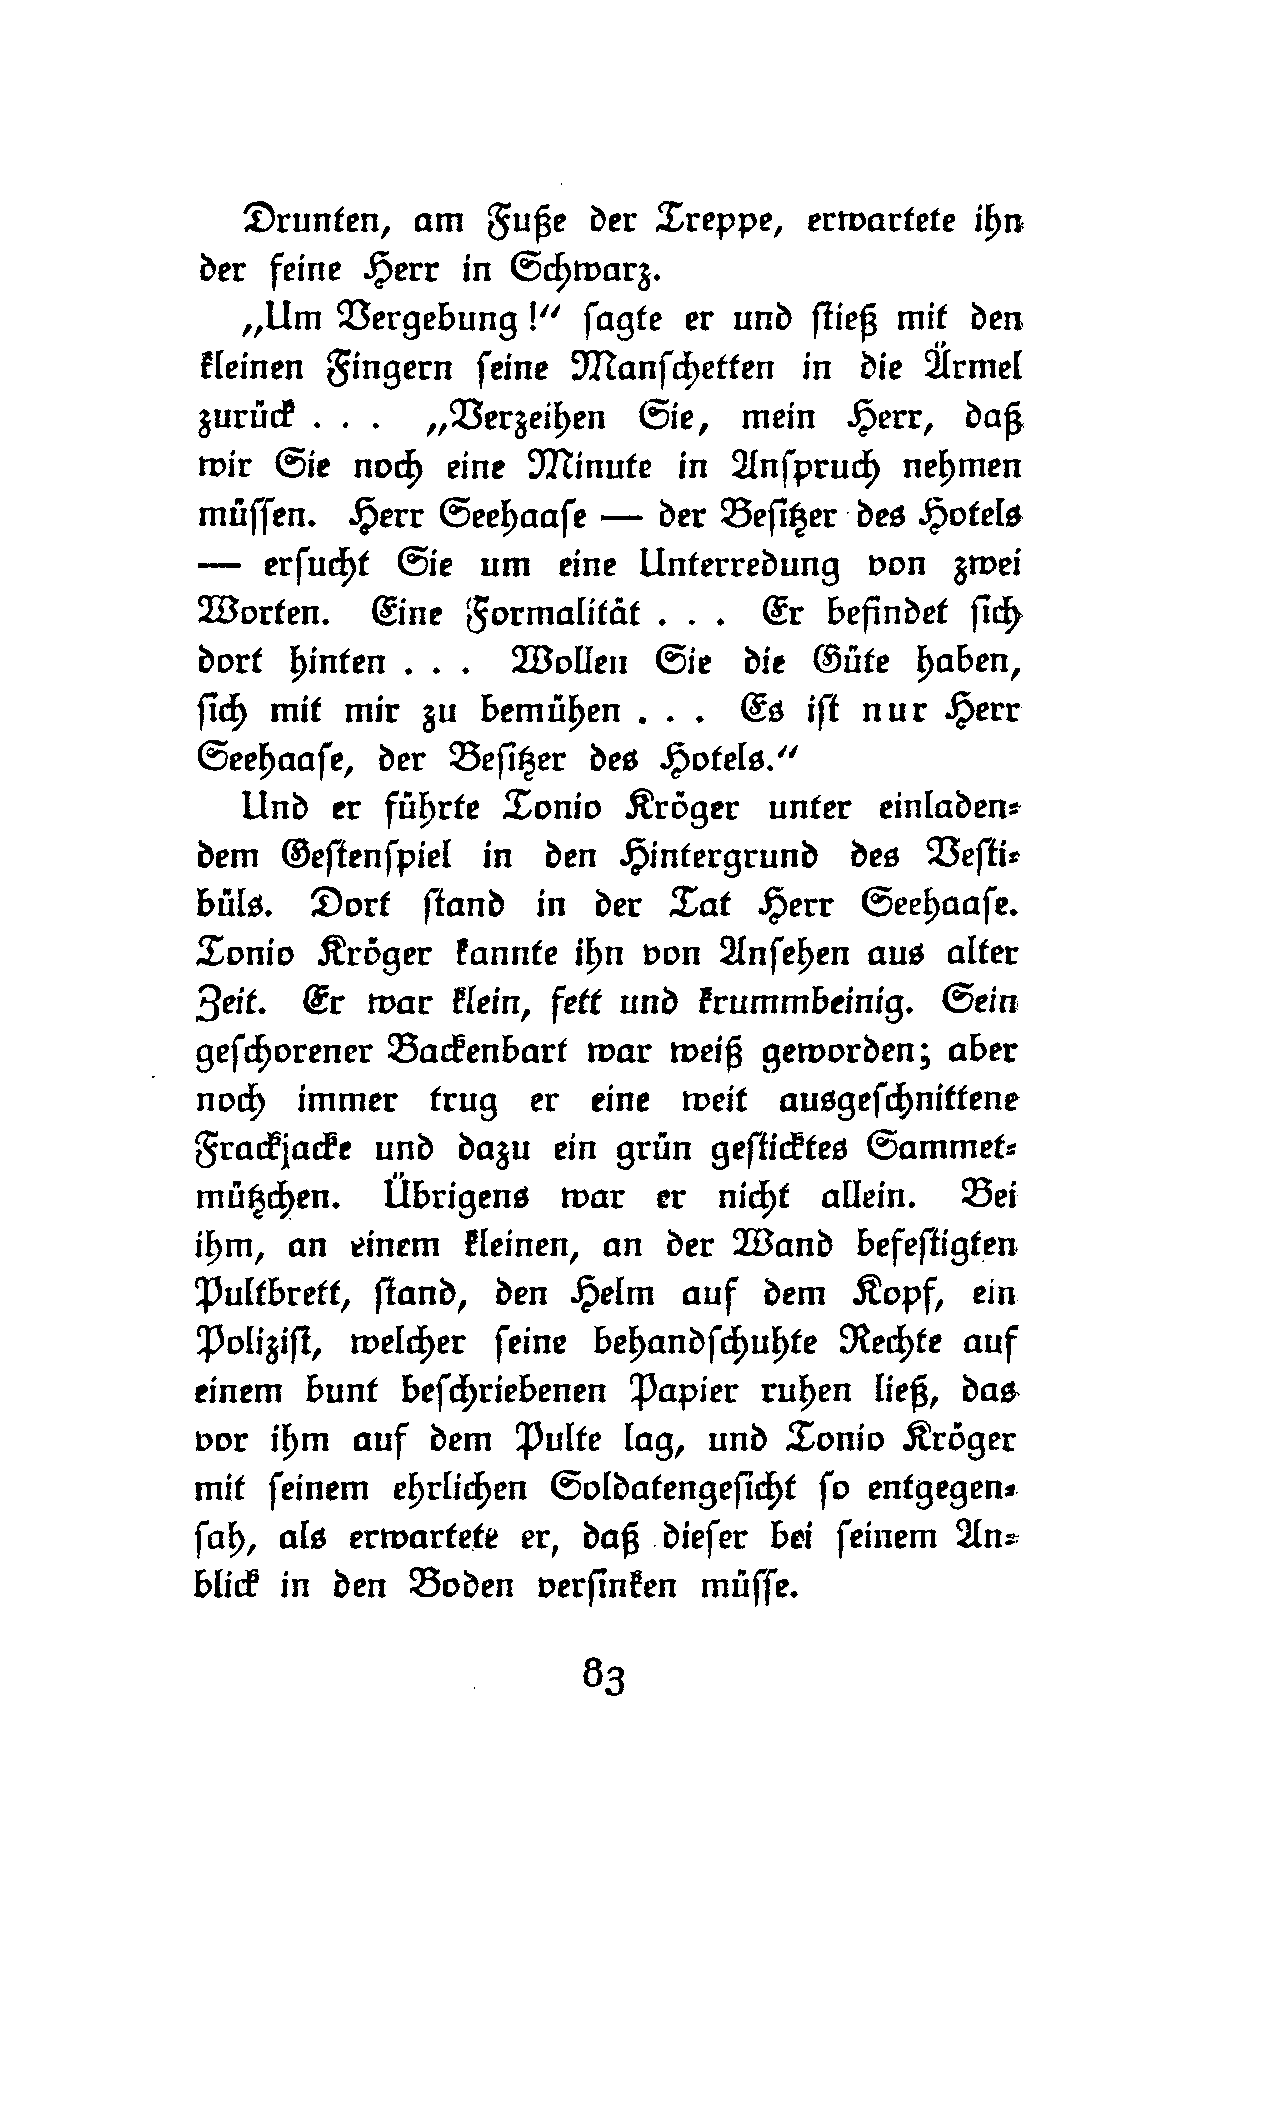 Drunten, am Fuße der Treppe, erwartete ihn
der feine Herr in Schwarz.
„Um Vergebung!“ ſagte er und ſtieß mit den
kleinen Fingern ſeine Manſchetten in die Ärmel
zurück . . . „Verzeihen Sie, mein Herr, daß
wir Sie noch eine Minute in Anſpruch nehmen
müſſen. Herr Seehaaſe — der Beſitzer des Hotels
— erſucht Sie um eine Unterredung von zwei
Worten. Eine Formalität . . . Er befindet ſich
dort hinten . . . Wollen Sie die Güte haben,
ſich mit mir zu bemühen . . . Es iſt nur Herr
Seehaaſe, der Beſitzer des Hotels.“
Und er führte Tonio Kröger unter einladen-
dem Geſtenſpiel in den Hintergrund des Veſti-
büls. Dort ſtand in der Tat Herr Seehaaſe.
Tonio Kröger kannte ihn von Anſehen aus alter
Zeit. Er war klein, fett und krummbeinig. Sein
geſchorener Backenbart war weiß geworden; aber
noch immer trug er eine weit ausgeſchnittene
Frackjacke und dazu ein grün geſticktes Sammet-
mützchen. Übrigens war er nicht allein. Bei
ihm, an einem kleinen, an der Wand befeſtigten
Pultbrett, ſtand, den Helm auf dem Kopf, ein
Poliziſt, welcher ſeine behandſchuhte Rechte auf
einem bunt beſchriebenen Papier ruhen ließ, das
vor ihm auf dem Pulte lag, und Tonio Kröger
mit ſeinem ehrlichen Soldatengeſicht ſo entgegen-
ſah, als erwartete er, daß dieſer bei ſeinem An-
blick in den Boden verſinken müſſe.
83